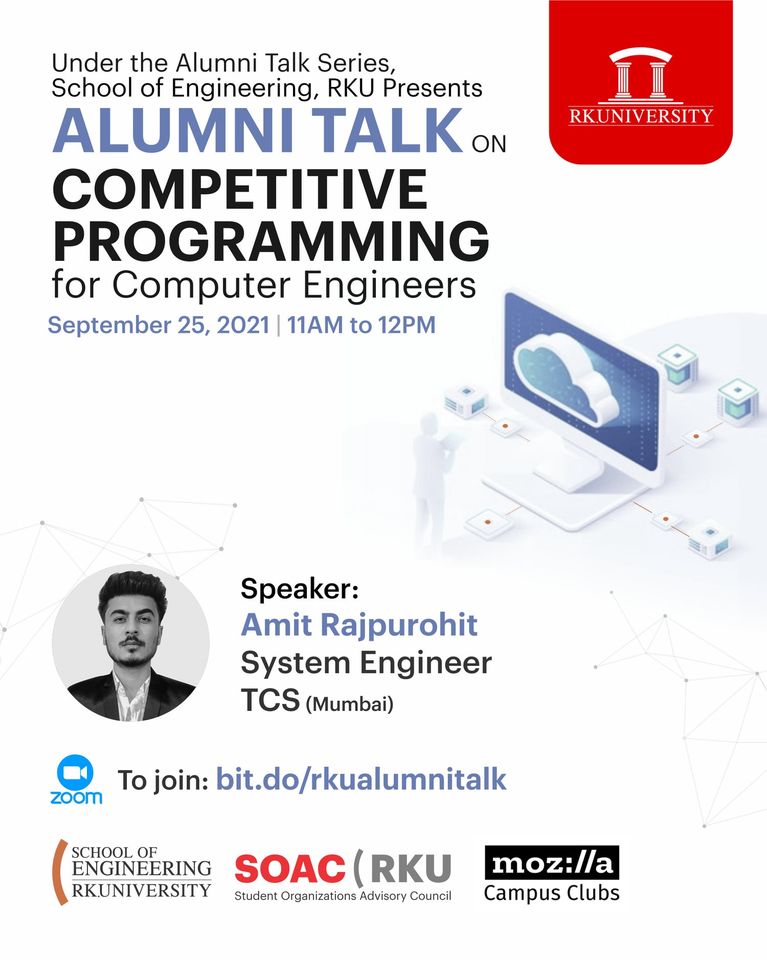 Under the Alumni Talk Series,
School of Engineering, RKU Presents
ALUMNI TALK ON
COMPETITIVE
PROGRAMMING
for Computer Engineers
September 25, 2021 | 11AM to 12PM
RKUNIVERSITY
Speaker:
Amit Rajpurohit
System Engineer
TCS (Mumbai)
zoom
To join: bit.do/rkualumnitalk
SCHOOL OF
ENGINEERING
RKUNIVERSITY
SOAC(RKU
Student Organizations Advisory Council
moz://a
Campus Clubs